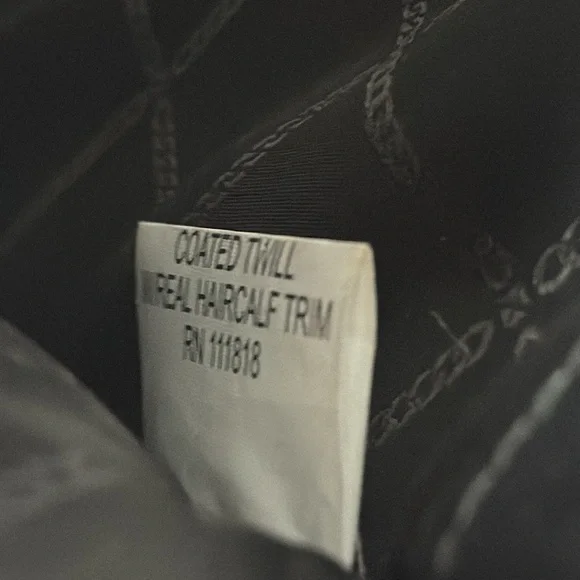 COATED TWILL
W/REAL HAIRCALF TRIM
RN 111818